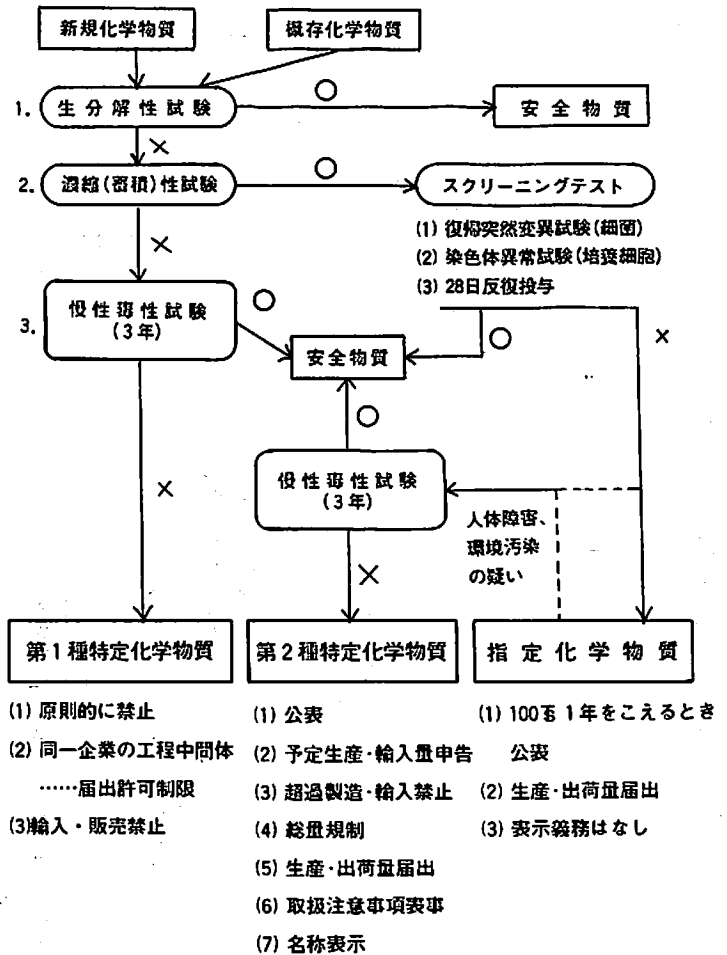 新規化学物質
概存化学物質
1. 生分解性試験
○
安全物質
×
2. 濃縮(蓄積)性試験
○
スクリーニングテスト
(1) 復帰突然変異試験(細菌)
(2) 染色体異常試験(培養細胞)
(3) 28日反復投与
×
3. 慢性毒性試験
(3年)
○
安全物質
○
×
○
慢性毒性試験
(3年)
×
人体障害、
環境汚染
の疑い
×
第1種特定化学物質
(1) 原則的に禁止
(2) 同一企業の工程中間体
……届出許可制限
(3)輸入・販売禁止
第2種特定化学物質
(1) 公表
(2) 予定生産・輸入量申告
(3) 超過製造・輸入禁止
(4) 総量規制
(5) 生産・出荷量届出
(6) 取扱注意事項表事
(7) 名称表示
指定化学物質
(1) 100 1年をこえるとき
公表
(2) 生産・出荷量届出
(3) 表示義務はなし